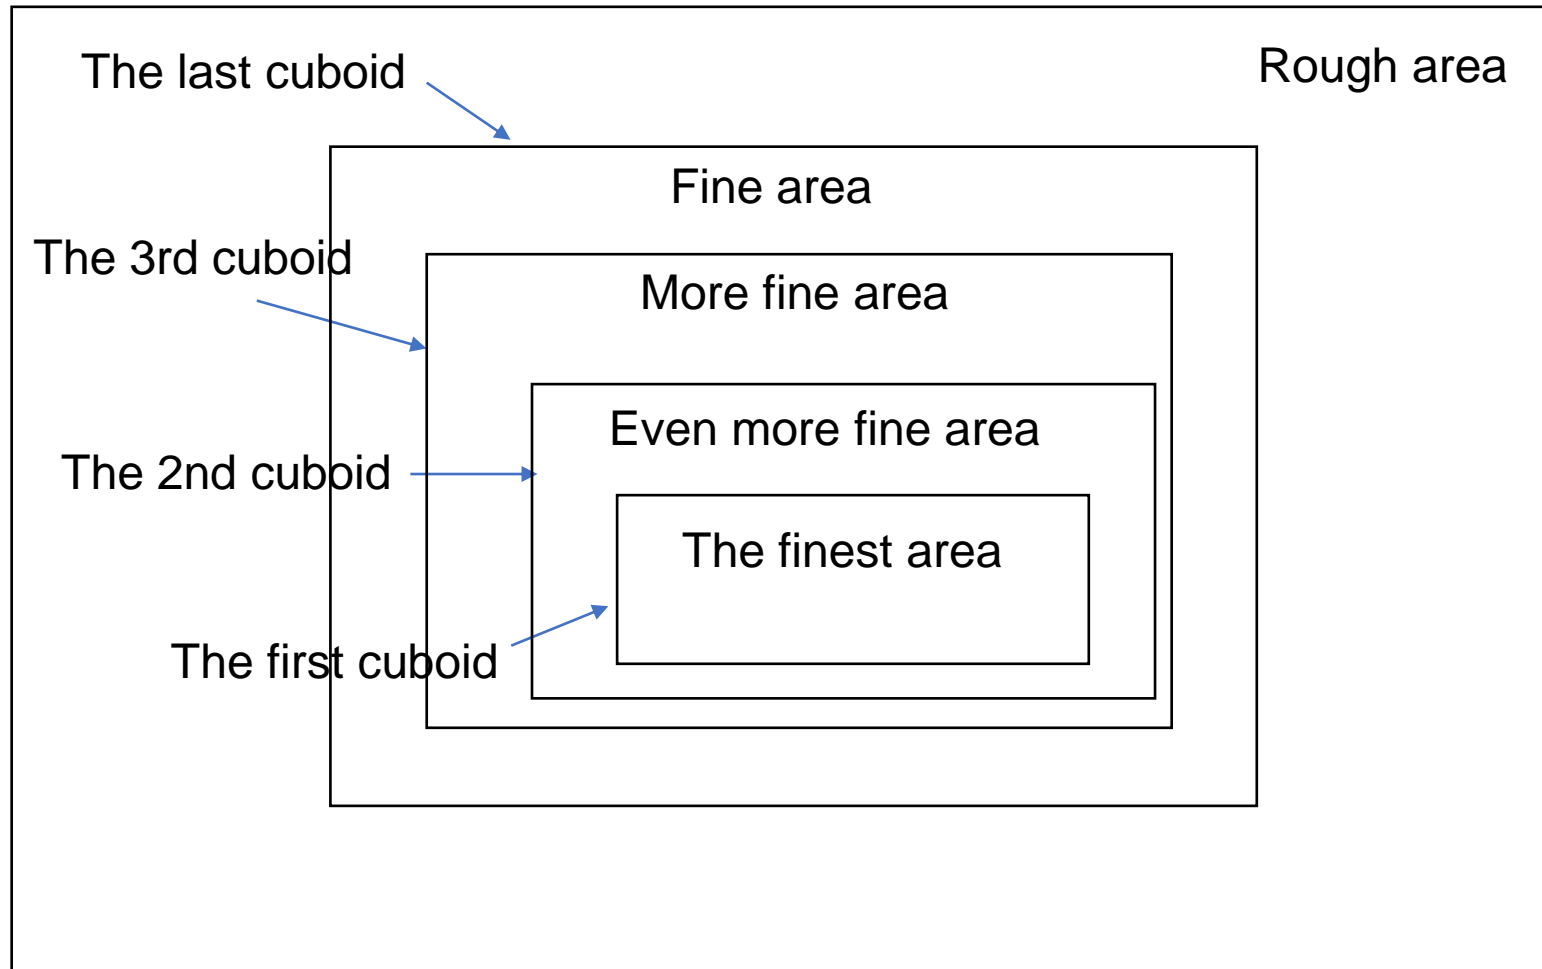 The last cuboid
Rough area
Fine area
The 3rd cuboid
More fine area
Even more fine area
The 2nd cuboid
The finest area
The first cuboid